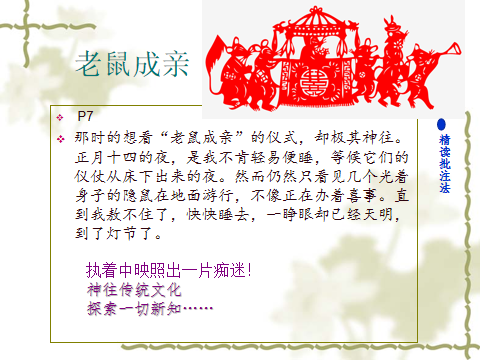 老鼠成亲
P7
那时的想看“老鼠成亲”的仪式，却极其神往。
正月十四的夜，是我不肯轻易便睡，等候它们的
仪仗从床下出来的夜。然而仍然只看见几个光着
身子的隐鼠在地面游行，不像正在办着喜事。直
到我敖不住了，怏怏睡去，一睁眼却已经天明，
到了灯节了。
执着中映照出一片痴迷！
神往传统文化
探索一切新知……
精读批注法